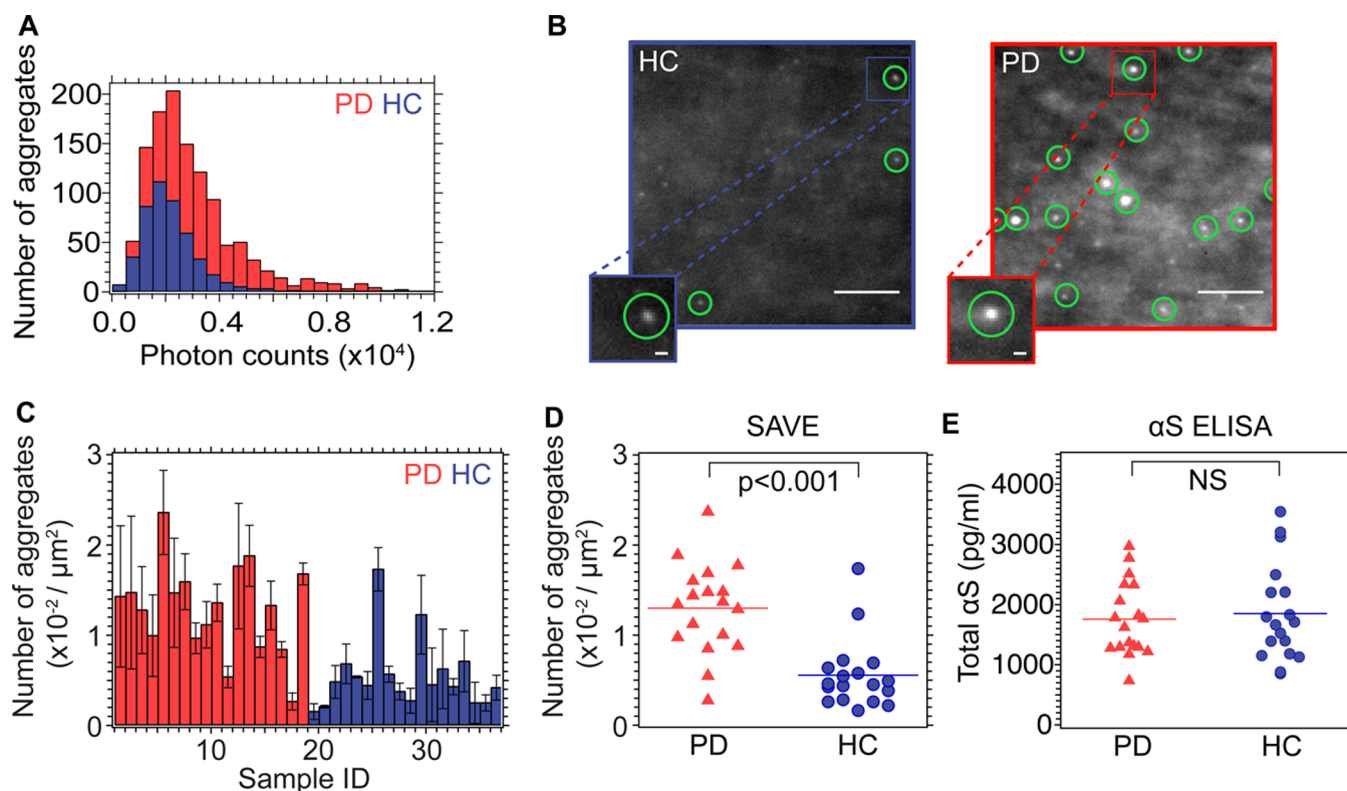 A
Number of aggregates
200
150
100
50
0
PD HC
0.0
0.4
0.8
1.2
Photon counts (x10⁴)
B
HC
PD
C
Number of aggregates
(x10⁻² / μm²)
3
2
1
0
PD HC
10
20
30
Sample ID
D
SAVE
Number of aggregates
(x10⁻² / μm²)
3
2
1
0
p<0.001
PD
HC
E
αS ELISA
Total αS (pg/ml)
4000
3000
2000
1000
0
NS
PD
HC